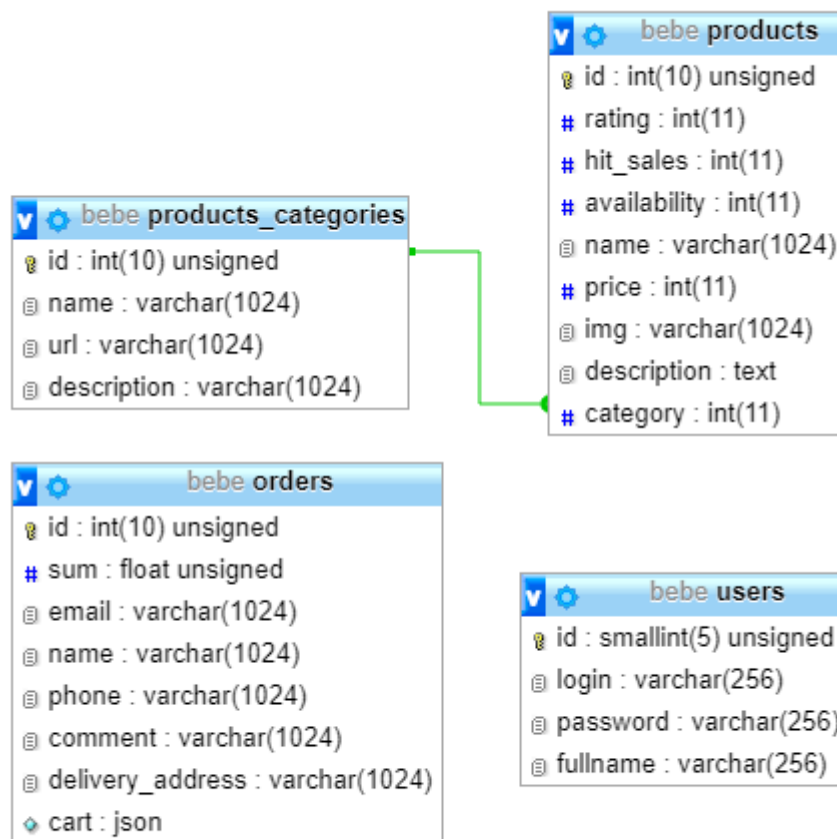 bebe products
id : int(10) unsigned
rating : int(11)
hit_sales : int(11)
availability : int(11)
name : varchar(1024)
price : int(11)
img : varchar(1024)
description : text
category : int(11)
bebe products_categories
id : int(10) unsigned
name : varchar(1024)
url : varchar(1024)
description : varchar(1024)
bebe orders
id : int(10) unsigned
sum : float unsigned
email : varchar(1024)
name : varchar(1024)
phone : varchar(1024)
comment : varchar(1024)
delivery_address : varchar(1024)
cart : json
bebe users
id : smallint(5) unsigned
login : varchar(256)
password : varchar(256)
fullname : varchar(256)